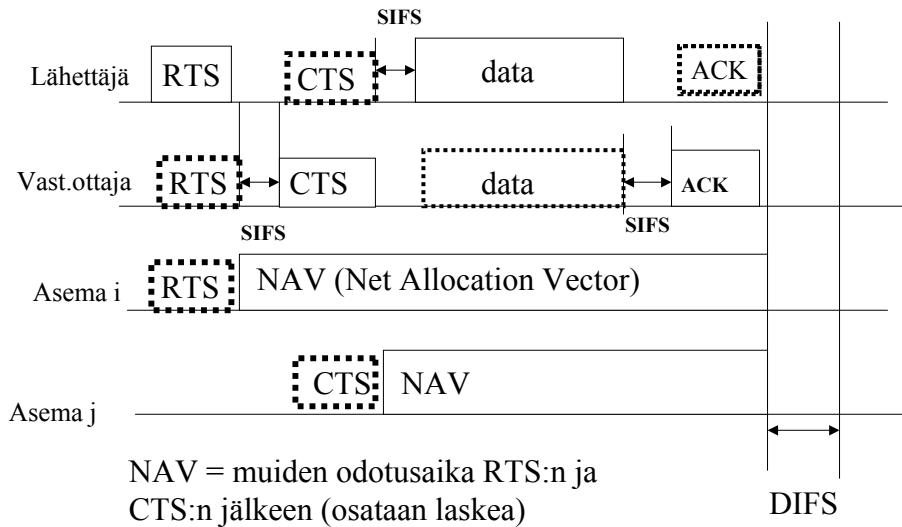 SIFS
Lähettäjä RTS CTS data ACK
Vast.ottaja RTS CTS data ACK
SIFS SIFS
Asema i RTS NAV (Net Allocation Vector)
Asema j CTS NAV
NAV = muiden odotusaika RTS:n ja
CTS:n jälkeen (osataan laskea)
DIFS